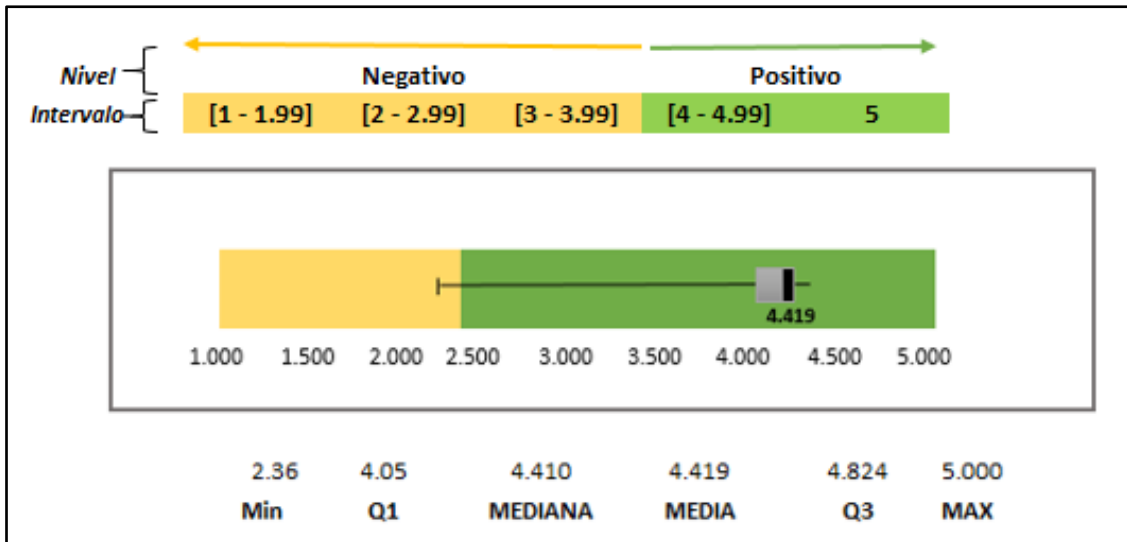 Nivel
Negativo Positivo
Intervalo [1 - 1.99] [2 - 2.99] [3 - 3.99] [4 - 4.99] 5
4.419
1.000 1.500 2.000 2.500 3.000 3.500 4.000 4.500 5.000
2.36 4.05 4.410 4.419 4.824 5.000
Min Q1 MEDIANA MEDIA Q3 MAX